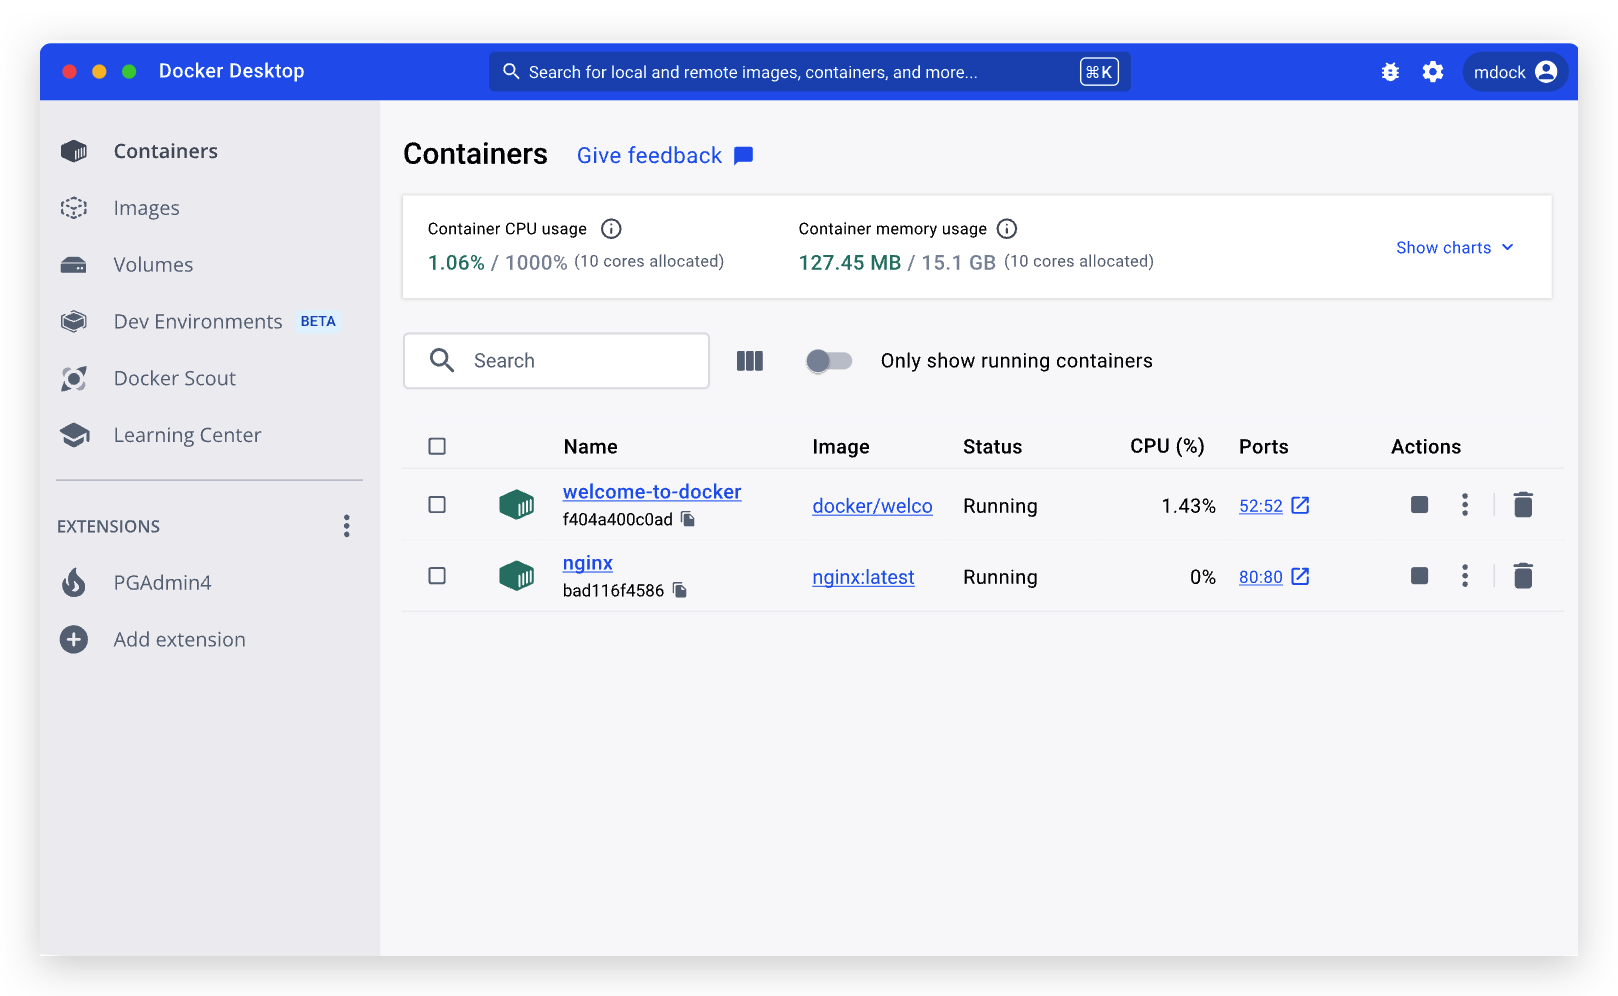 Docker Desktop
Search for local and remote images, containers, and more...
⌘K
mdock
Containers
Images
Volumes
Dev Environments BETA
Docker Scout
Learning Center
EXTENSIONS
PGAdmin4
Add extension
Containers Give feedback
Container CPU usage
1.06% / 1000% (10 cores allocated)
Container memory usage
127.45 MB / 15.1 GB (10 cores allocated)
Show charts
Search
Only show running containers
Name Image Status CPU (%) Ports Actions
welcome-to-docker
f404a400c0ad
docker/welco Running 1.43% 52:52
nginx
bad116f4586
nginx:latest Running 0% 80:80